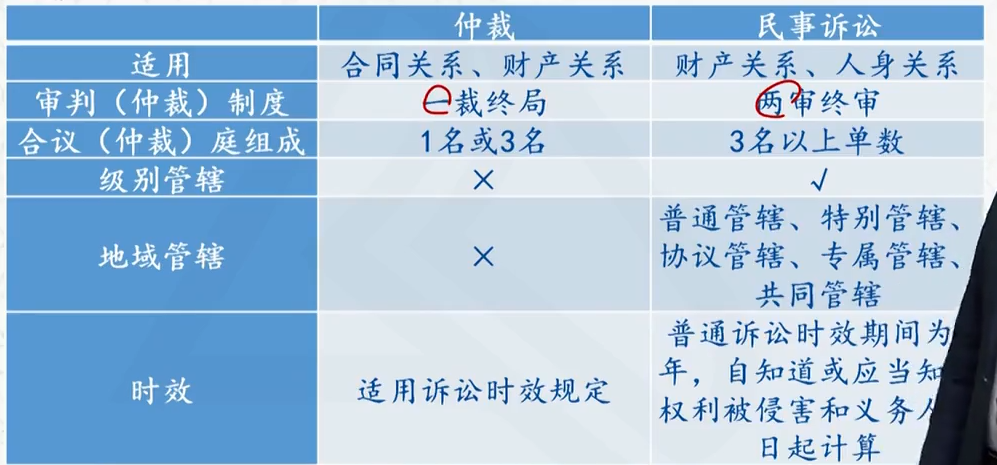 仲裁 民事诉讼
适用 合同关系、财产关系 财产关系、人身关系
审判（仲裁）制度 一裁终局 两审终审
合议（仲裁）庭组成 1名或3名 3名以上单数
级别管辖 × √
地域管辖 × 普通管辖、特别管辖、
协议管辖、专属管辖、
共同管辖
时效 适用诉讼时效规定 普通诉讼时效期间为
年，自知道或应当知
权利被侵害和义务人
日起计算